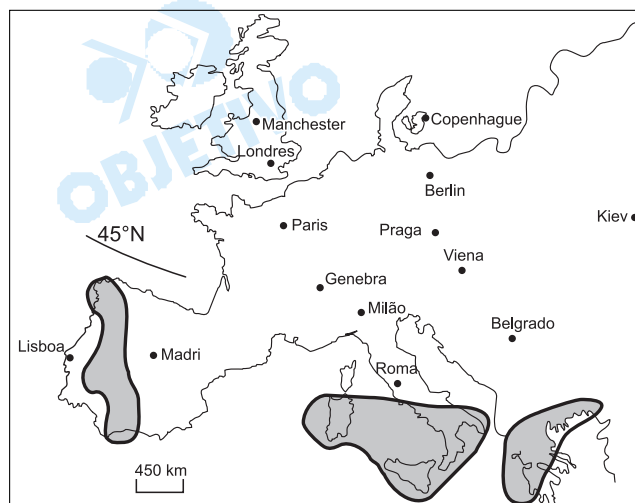 OBJETIVO
Manchester
Copenhague
Londres
Berlin
Kiev
Paris
Praga
45°N
Viena
Genebra
Milão
Belgrado
Lisboa
Madri
Roma
450 km